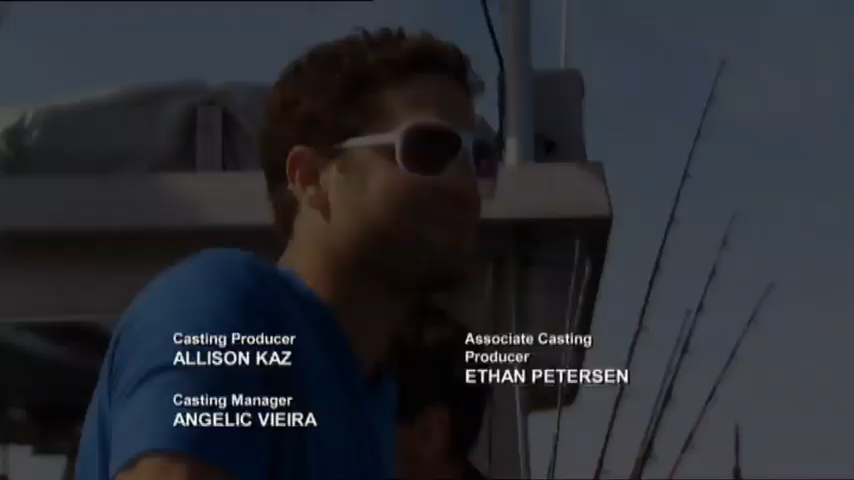 Casting Producer
ALLISON KAZ
Casting Manager
ANGELIC VIEIRA
Associate Casting
Producer
ETHAN PETERSEN